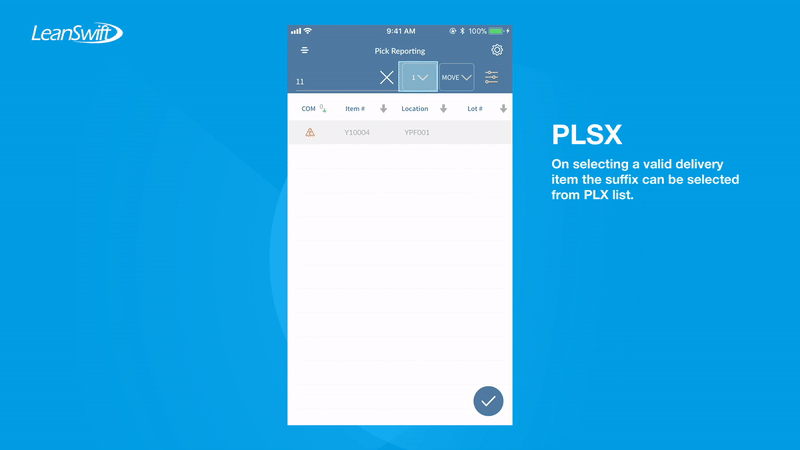 LeanSwift
9:41 AM
100%
Pick Reporting
11
1
MOVE
COM
Item #
Location
Lot #
Y10004
YPF001
PLSX
On selecting a valid delivery
item the suffix can be selected
from PLX list.